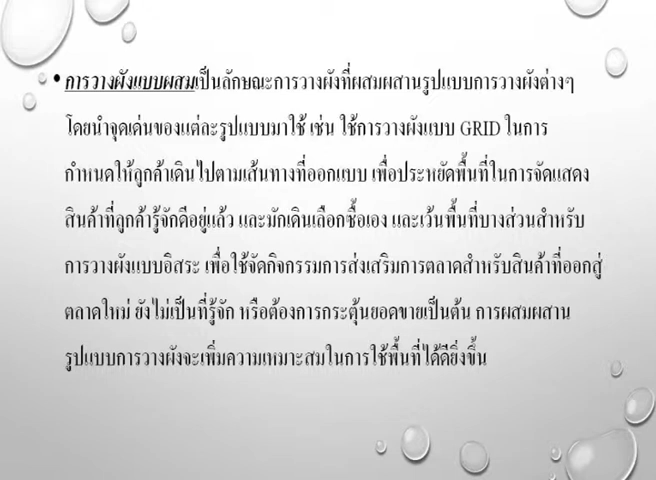 • การวางผังแบบผสมเป็นลักษณะการวางผังที่ผสมผสานรูปแบบการวางผังต่างๆ
โดยนำจุดเด่นของแต่ละรูปแบบมาใช้ เช่น ใช้การวางผังแบบ GRID ในการ
กำหนดให้ลูกค้าเดินไปตามเส้นทางที่ออกแบบ เพื่อประหยัดพื้นที่ในการจัดแสดง
สินค้าที่ลูกค้ารู้จักดีอยู่แล้ว และมักเดินเลือกซื้อเอง และเว้นพื้นที่บางส่วนสำหรับ
การวางผังแบบอิสระ เพื่อใช้จัดกิจกรรมการส่งเสริมการตลาดสำหรับสินค้าที่ออกสู่
ตลาดใหม่ ยังไม่เป็นที่รู้จัก หรือต้องการกระตุ้นยอดขายเป็นต้น การผสมผสาน
รูปแบบการวางผังจะเพิ่มความเหมาะสมในการใช้พื้นที่ได้ดียิ่งขึ้น